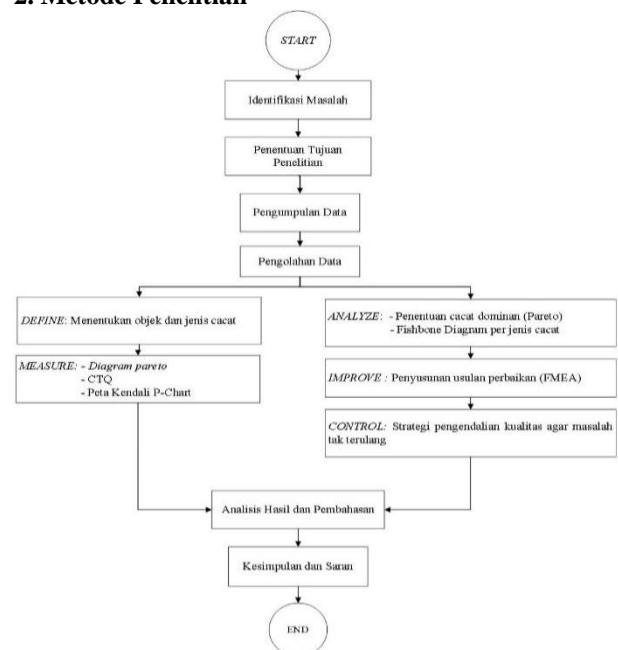 2. Metode Penelitian
START
Identifikasi Masalah
Penentuan Tujuan
Penelitian
Pengumpulan Data
Pengolahan Data
DEFINE: Menentukan objek dan jenis cacat
MEASURE: - Diagram pareto
- CTQ
- Peta Kendali P-Chart
ANALYZE: - Penentuan cacat dominan (Pareto)
- Fishbone Diagram per jenis cacat
IMPROVE : Penyusunan usulan perbaikan (FMEA)
CONTROL: Strategi pengendalian kualitas agar masalah
tak terulang
Analisis Hasil dan Pembahasan
Kesimpulan dan Saran
END